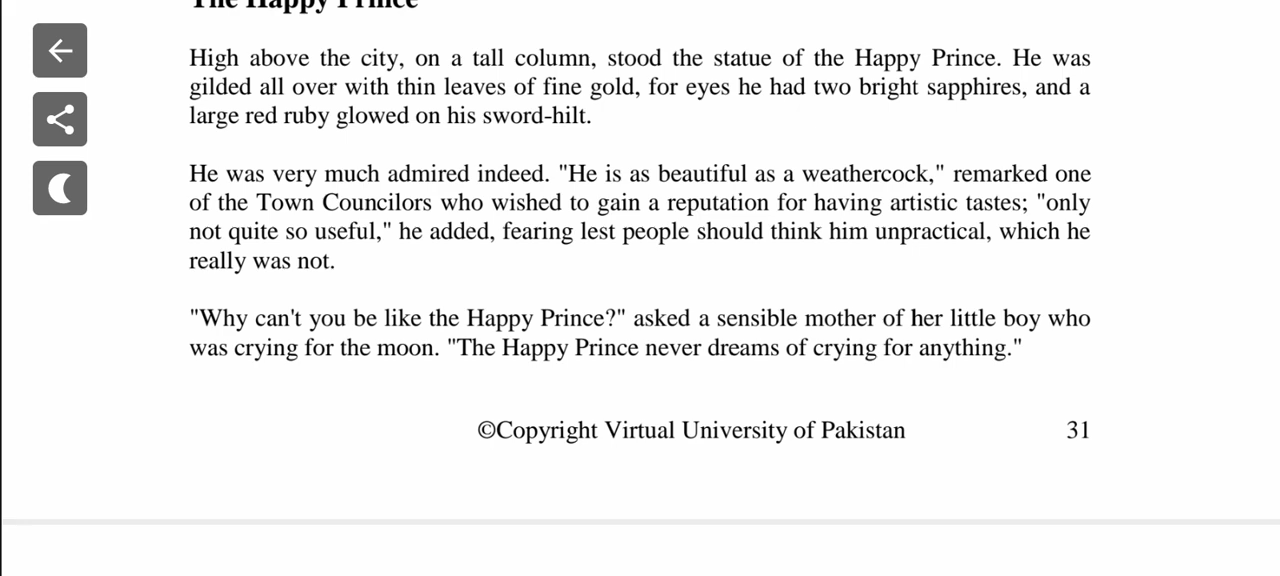 The Happy Prince
High above the city, on a tall column, stood the statue of the Happy Prince. He was
gilded all over with thin leaves of fine gold, for eyes he had two bright sapphires, and a
large red ruby glowed on his sword-hilt.
He was very much admired indeed. "He is as beautiful as a weathercock," remarked one
of the Town Councilors who wished to gain a reputation for having artistic tastes; "only
not quite so useful," he added, fearing lest people should think him unpractical, which he
really was not.
"Why can't you be like the Happy Prince?" asked a sensible mother of her little boy who
was crying for the moon. "The Happy Prince never dreams of crying for anything."
©Copyright Virtual University of Pakistan 31